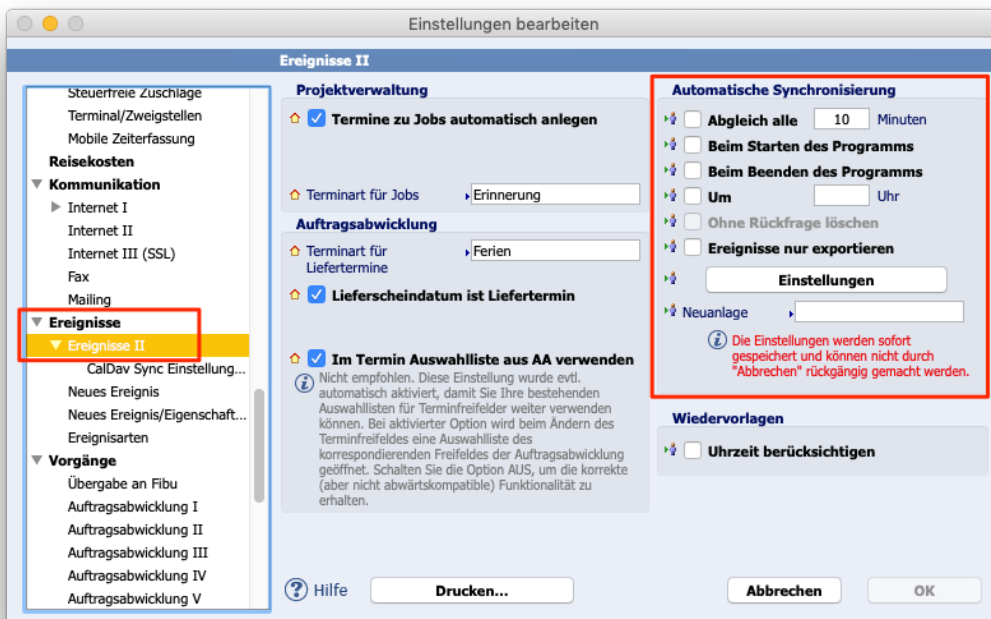 Einstellungen bearbeiten
Ereignisse II
Steuerfreie Zuschläge
Terminal/Zweigstellen
Mobile Zeiterfassung
Reisekosten
Kommunikation
Internet I
Internet II
Internet III (SSL)
Fax
Mailing
Ereignisse
Ereignisse II
CalDav Sync Einstellung...
Neues Ereignis
Neues Ereignis/Eigenschaft...
Ereignisarten
Vorgänge
Übergabe an Fibu
Auftragsabwicklung I
Auftragsabwicklung II
Auftragsabwicklung III
Auftragsabwicklung IV
Auftragsabwicklung V
Projektverwaltung
Termine zu Jobs automatisch anlegen
Terminart für Jobs Erinnerung
Auftragsabwicklung
Terminart für Ferien
Liefertermine
Lieferscheindatum ist Liefertermin
Im Termin Auswahlliste aus AA verwenden
Nicht empfohlen. Diese Einstellung wurde evtl.
automatisch aktiviert, damit Sie Ihre bestehenden
Auswahllisten für Terminfreifelder weiter verwenden
können. Bei aktivierter Option wird beim Ändern des
Terminfreifeldes eine Auswahlliste des
korrespondierenden Freifeldes der Auftragsabwicklung
geöffnet. Schalten Sie die Option AUS, um die korrekte
(aber nicht abwärtskompatible) Funktionalität zu
erhalten.
Automatische Synchronisierung
Abgleich alle 10 Minuten
Beim Starten des Programms
Beim Beenden des Programms
Um Uhr
Ohne Rückfrage löschen
Ereignisse nur exportieren
Einstellungen
Neuanlage
Die Einstellungen werden sofort
gespeichert und können nicht durch
"Abbrechen" rückgängig gemacht werden.
Wiedervorlagen
Uhrzeit berücksichtigen
? Hilfe
Drucken...
Abbrechen
OK